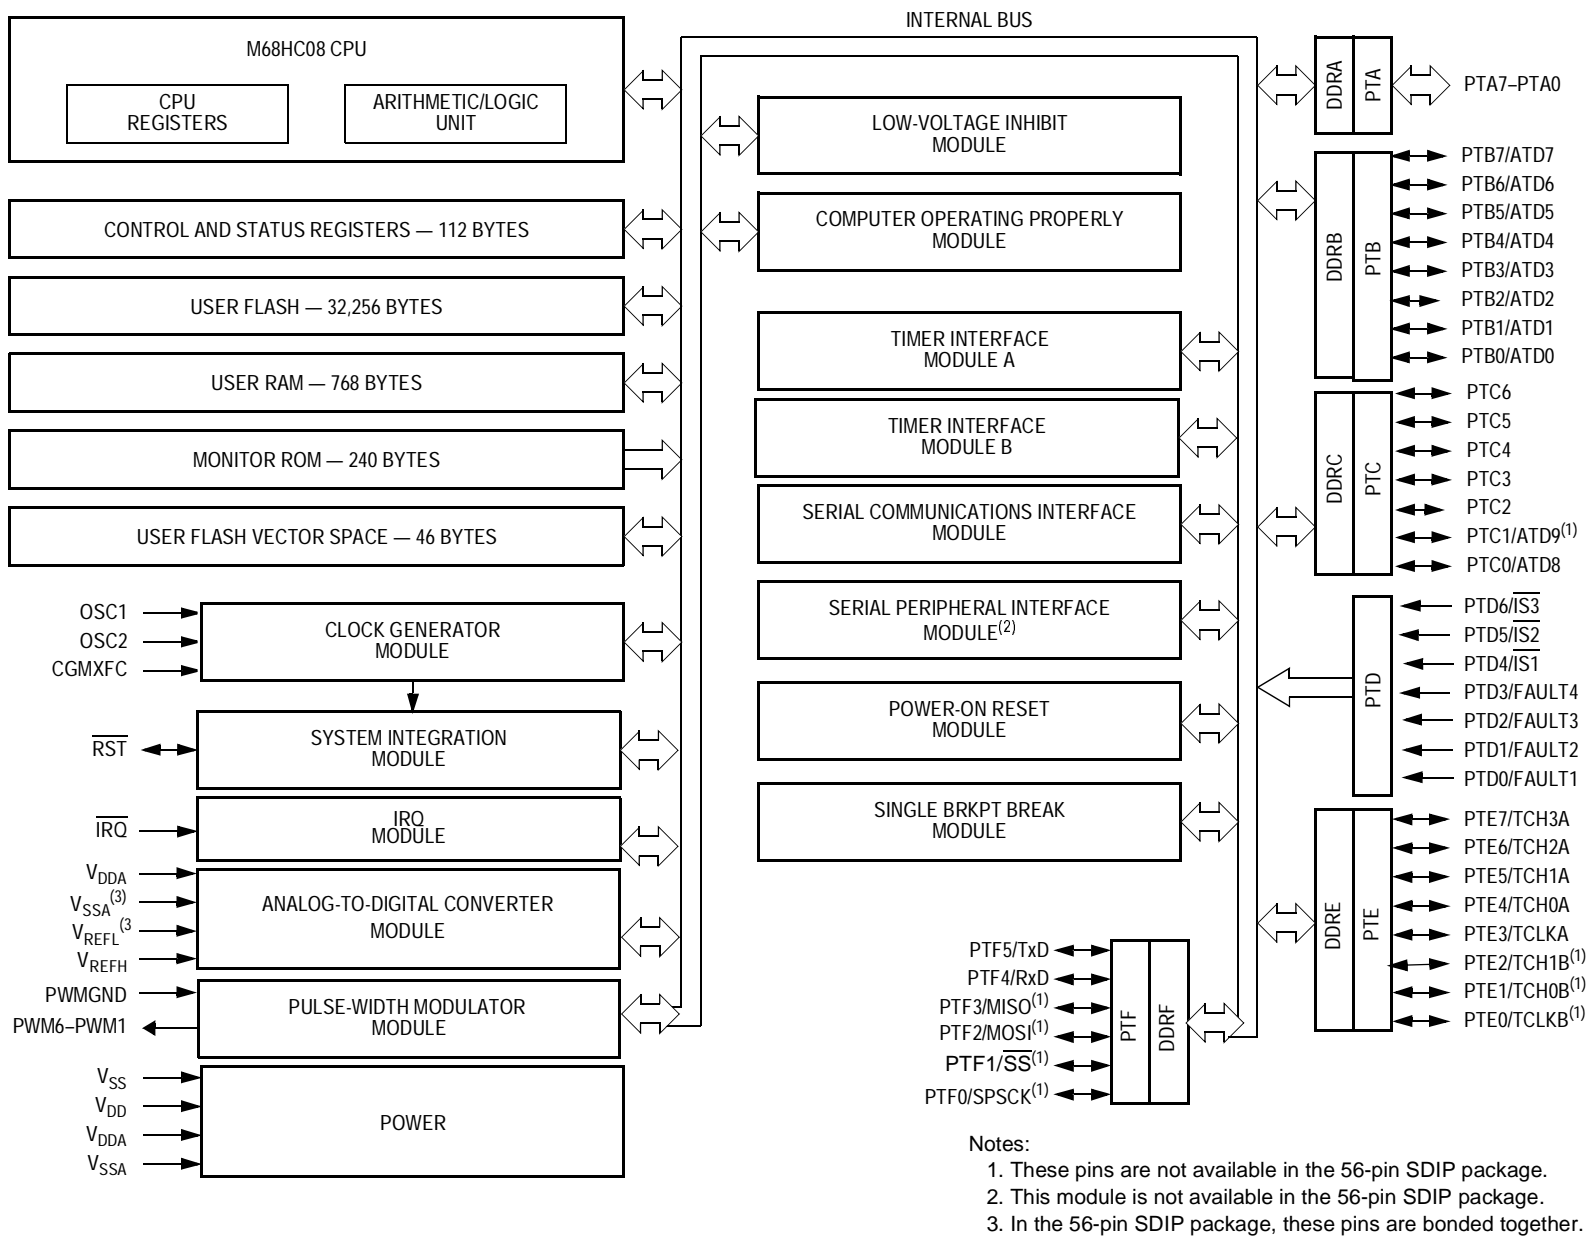 INTERNAL BUS
M68HC08 CPU
CPU
REGISTERS
ARITHMETIC/LOGIC
UNIT
CONTROL AND STATUS REGISTERS — 112 BYTES
USER FLASH — 32,256 BYTES
USER RAM — 768 BYTES
MONITOR ROM — 240 BYTES
USER FLASH VECTOR SPACE — 46 BYTES
OSC1
OSC2
CGMXFC
CLOCK GENERATOR
MODULE
RST
SYSTEM INTEGRATION
MODULE
IRQ
IRQ
MODULE
VDDA
VSSA(3)
VREFL(3
VREFH
ANALOG-TO-DIGITAL CONVERTER
MODULE
PWMGND
PWM6–PWM1
PULSE-WIDTH MODULATOR
MODULE
VSS
VDD
VDDA
VSSA
POWER
LOW-VOLTAGE INHIBIT
MODULE
COMPUTER OPERATING PROPERLY
MODULE
TIMER INTERFACE
MODULE A
TIMER INTERFACE
MODULE B
SERIAL COMMUNICATIONS INTERFACE
MODULE
SERIAL PERIPHERAL INTERFACE
MODULE(2)
POWER-ON RESET
MODULE
SINGLE BRKPT BREAK
MODULE
PTF5/TxD
PTF4/RxD
PTF3/MISO(1)
PTF2/MOSI(1)
PTF1/SS(1)
PTF0/SPSCK(1)
PTF
DDRF
DDRA
PTA
PTA7–PTA0
DDRB
PTB
PTB7/ATD7
PTB6/ATD6
PTB5/ATD5
PTB4/ATD4
PTB3/ATD3
PTB2/ATD2
PTB1/ATD1
PTB0/ATD0
DDRC
PTC
PTC6
PTC5
PTC4
PTC3
PTC2
PTC1/ATD9(1)
PTC0/ATD8
PTD
PTD6/IS3
PTD5/IS2
PTD4/IS1
PTD3/FAULT4
PTD2/FAULT3
PTD1/FAULT2
PTD0/FAULT1
DDRE
PTE
PTE7/TCH3A
PTE6/TCH2A
PTE5/TCH1A
PTE4/TCH0A
PTE3/TCLKA
PTE2/TCH1B(1)
PTE1/TCH0B(1)
PTE0/TCLKB(1)
Notes:
1. These pins are not available in the 56-pin SDIP package.
2. This module is not available in the 56-pin SDIP package.
3. In the 56-pin SDIP package, these pins are bonded together.